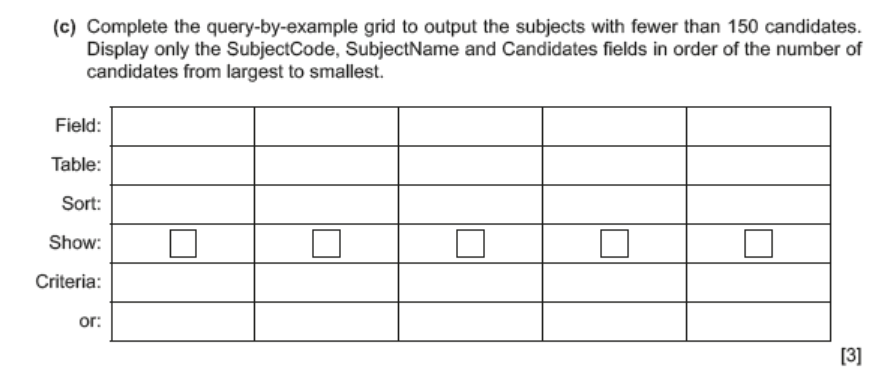 (c) Complete the query-by-example grid to output the subjects with fewer than 150 candidates.
Display only the SubjectCode, SubjectName and Candidates fields in order of the number of
candidates from largest to smallest.
Field:
Table:
Sort:
Show:
Criteria:
or:
[3]